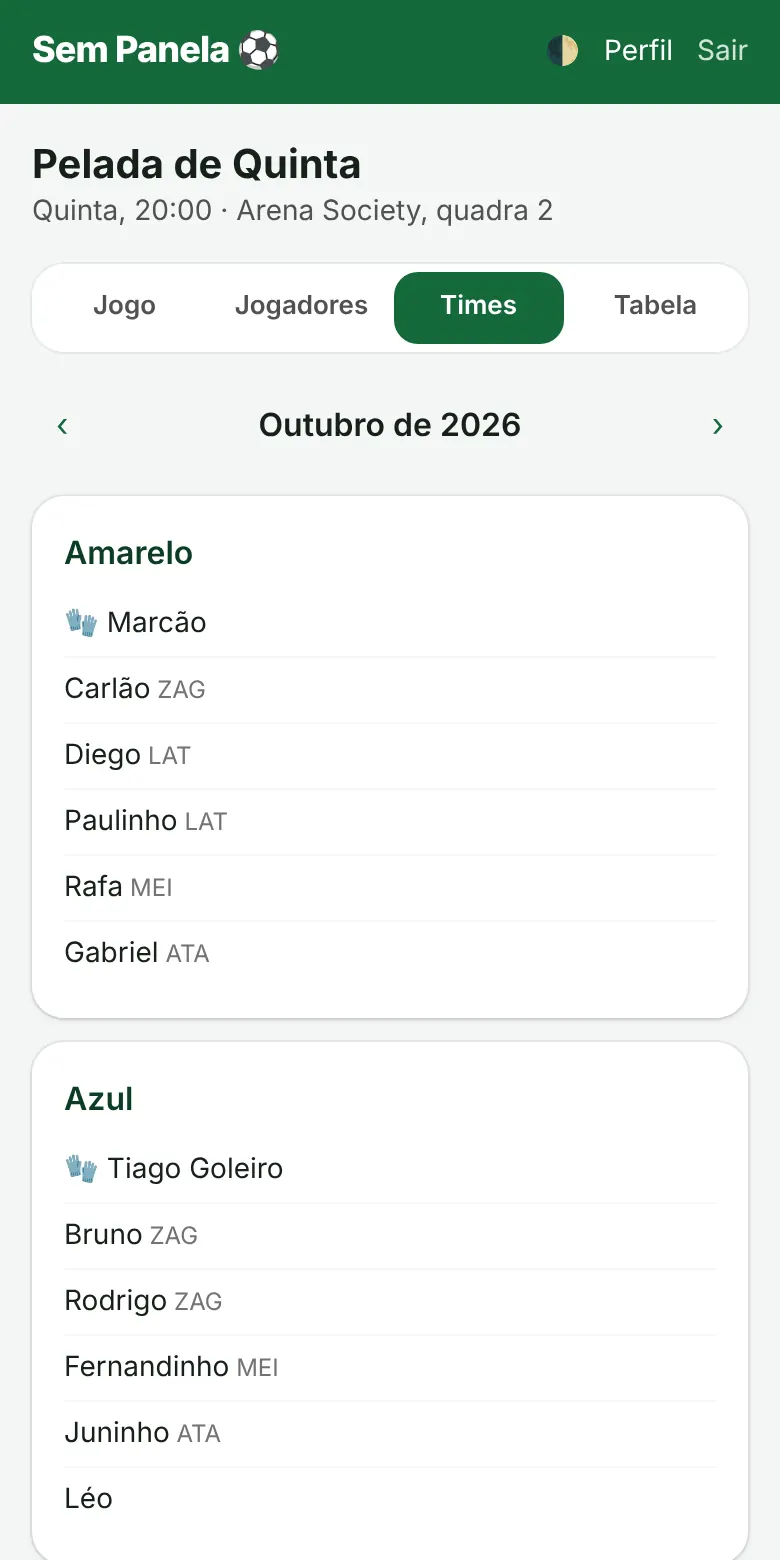 Sem Panela ⚽ 🌓 Perfil Sair
Pelada de Quinta
Quinta, 20:00 · Arena Society, quadra 2
Jogo Jogadores Times Tabela
‹ Outubro de 2026 ›
Amarelo
🧤 Marcão
Carlão ZAG
Diego LAT
Paulinho LAT
Rafa MEI
Gabriel ATA
Azul
🧤 Tiago Goleiro
Bruno ZAG
Rodrigo ZAG
Fernandinho MEI
Juninho ATA
Léo